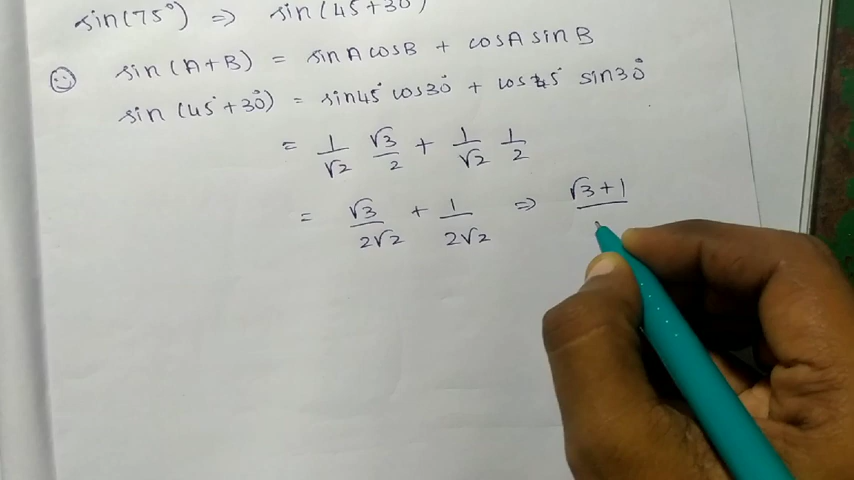 sin(75°) ⇒ sin(45+30)
sin(A+B) = sinA cosB + cosA sinB
sin(45°+30°) = sin45° cos30° + cos45° sin30°
= 1/√2 √3/2 + 1/√2 1/2
= √3/2√2 + 1/2√2 ⇒ √3+1